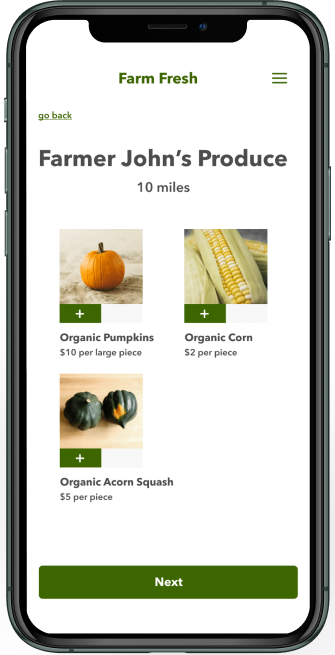 Farm Fresh
go back
Farmer John's Produce
10 miles
+
+
Organic Pumpkins
Organic Corn
$10 per large piece
$2 per piece
+
Organic Acorn Squash
$5 per piece
Next